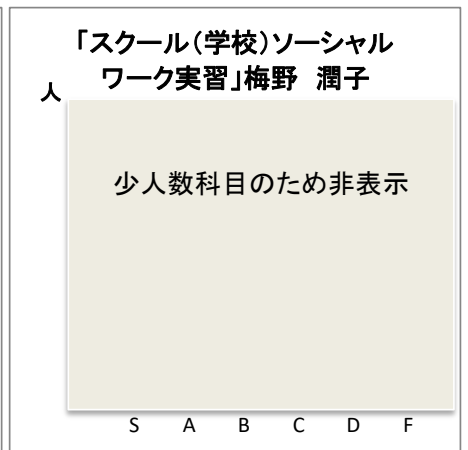 「スクール(学校)ソーシャル
ワーク実習」梅野 潤子
人
少人数科目のため非表示
S A B C D F